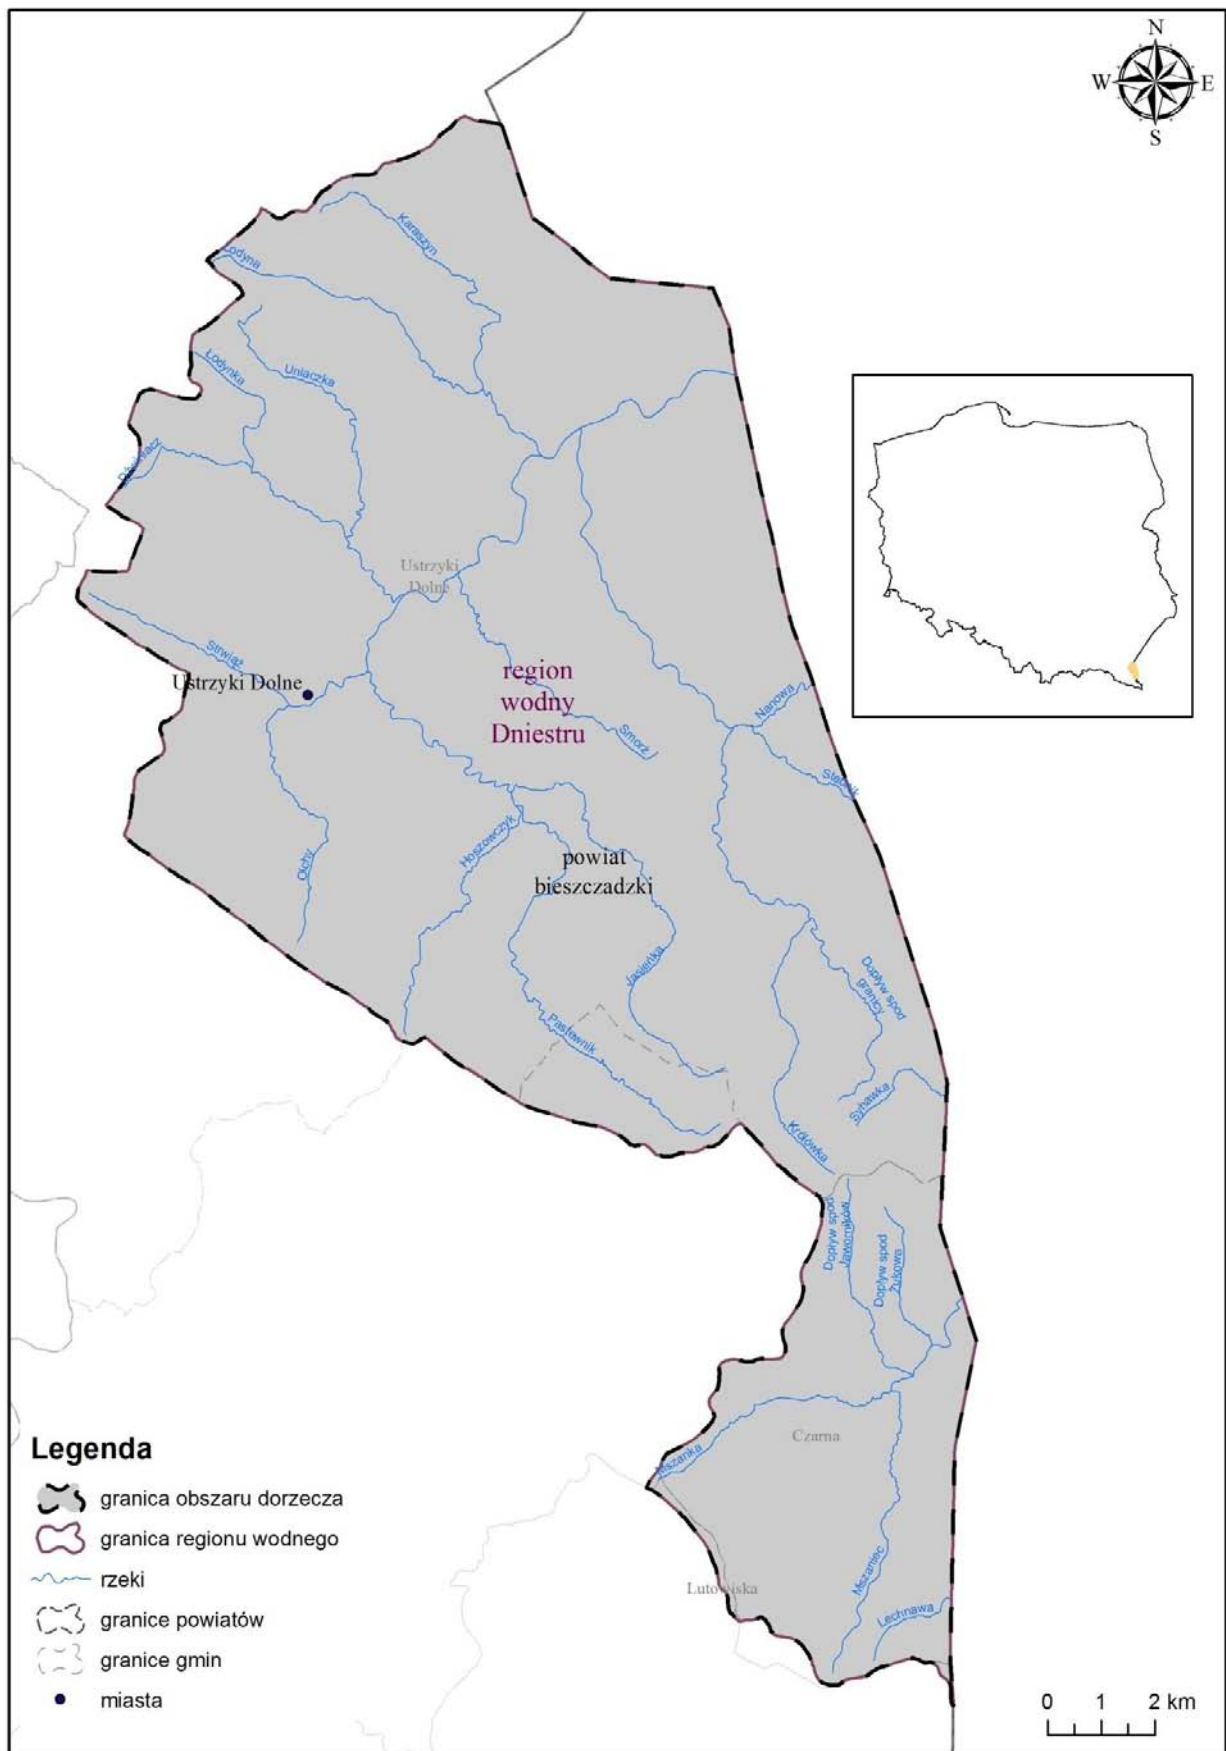 N
W E
S
Karaszyn
Łodyna
Łodynka
Uniaczka
Ustrzyki
Dolne
Strwiąż
Ustrzyki Dolne
region
wodny
Dniestru
Smorż
Nanowa
Stebnik
Olchy
Hoszowczyk
powiat
bieszczadzki
Jasieńka
Dopływ spod
granicy
Pastewnik
Syhawka
Królówka
Dopływ spod
Jaworników
Dopływ spod
Żukowa
Mszanka
Czarna
Mszaniec
Lutowiska
Lechnawa
Legenda
granica obszaru dorzecza
granica regionu wodnego
rzeki
granice powiatów
granice gmin
miasta
0 1 2 km